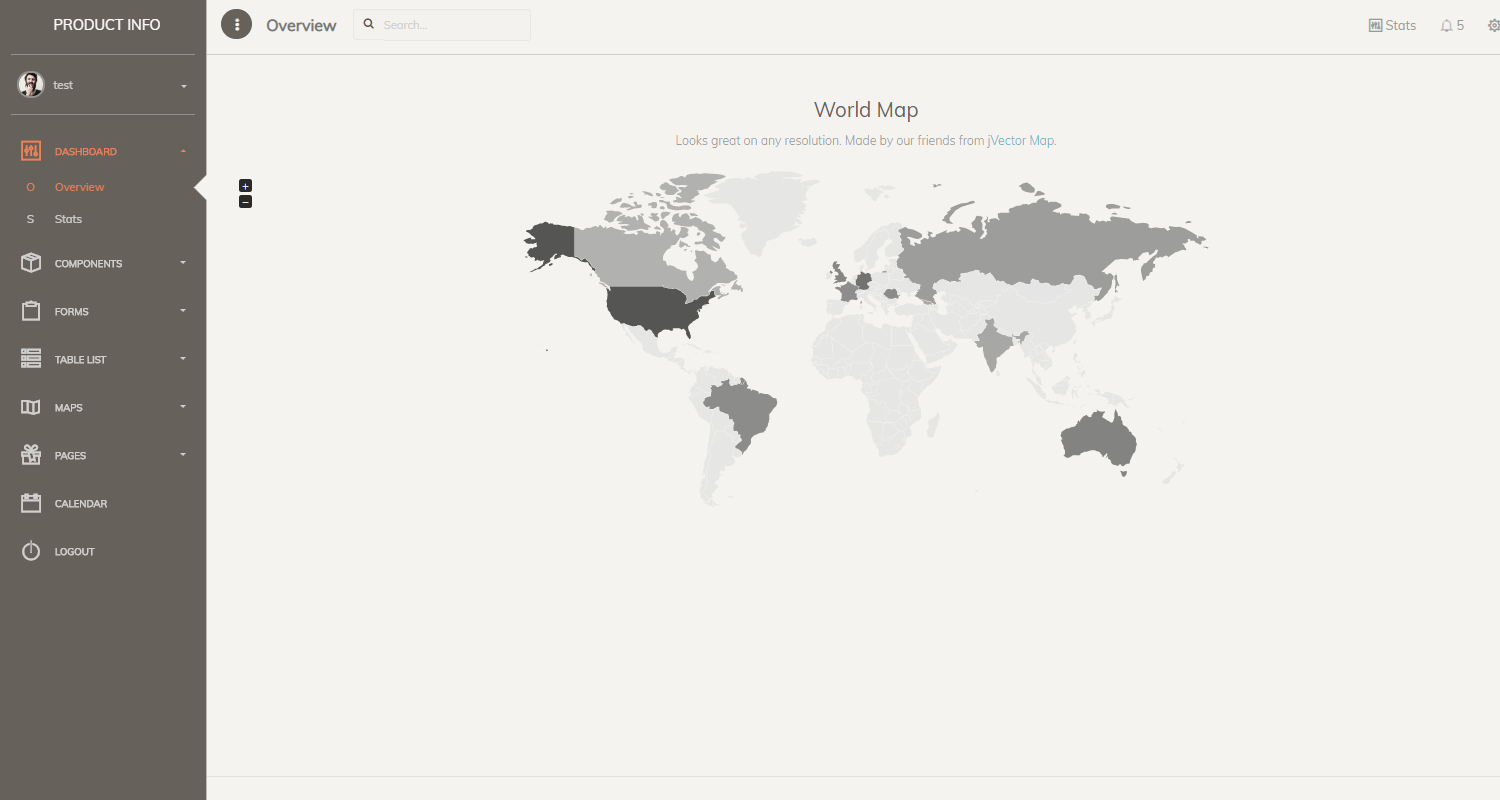 PRODUCT INFO
test
DASHBOARD
O Overview
S Stats
COMPONENTS
FORMS
TABLE LIST
MAPS
PAGES
CALENDAR
LOGOUT
Overview
Search...
Stats
5
World Map
Looks great on any resolution. Made by our friends from jVector Map.
+
−